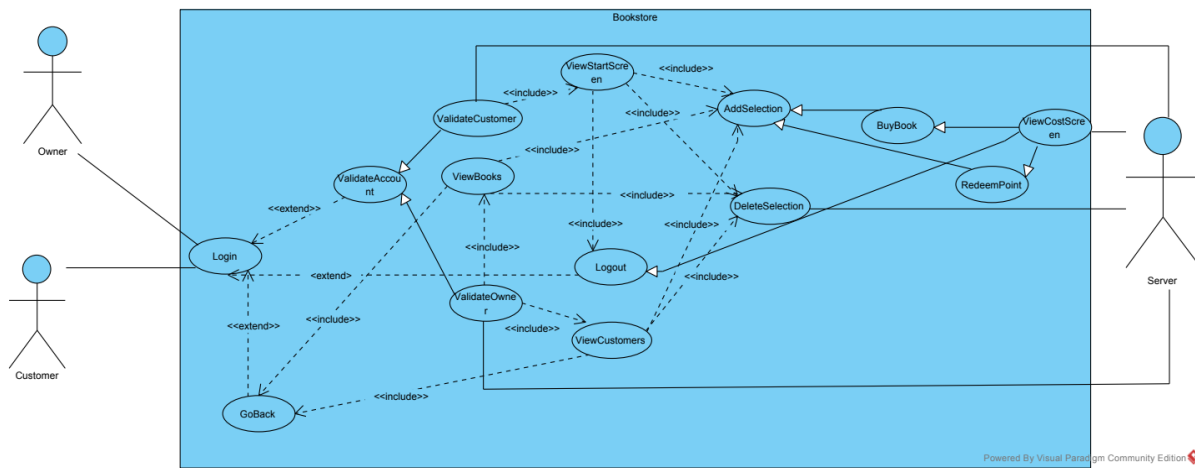 Bookstore
Owner
Customer
Server
ViewStartScre
en
<<include>>
<<include>>
<<include>>
AddSelection
ViewCostScre
en
ValidateCustomer
BuyBook
<<include>>
ValidateAccou
nt
ViewBooks
RedeemPoint
<<include>>
DeleteSelection
<<extend>>
<<include>>
<<include>>
Login
Logout
<extend>
<<include>>
ValidateOwne
r
<<extend>>
<<include>>
<<include>>
ViewCustomers
<<include>>
GoBack
Powered By Visual Paradigm Community Edition